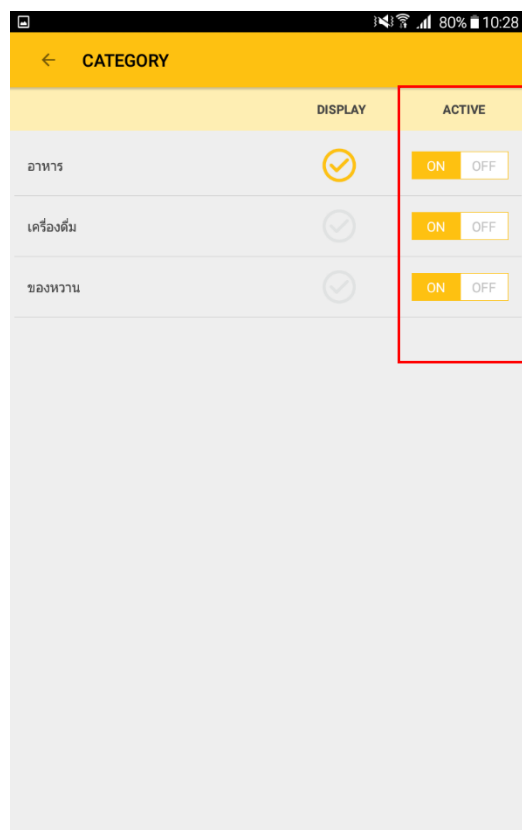 80% 10:28
CATEGORY
DISPLAY ACTIVE
อาหาร ON OFF
เครื่องดื่ม ON OFF
ของหวาน ON OFF